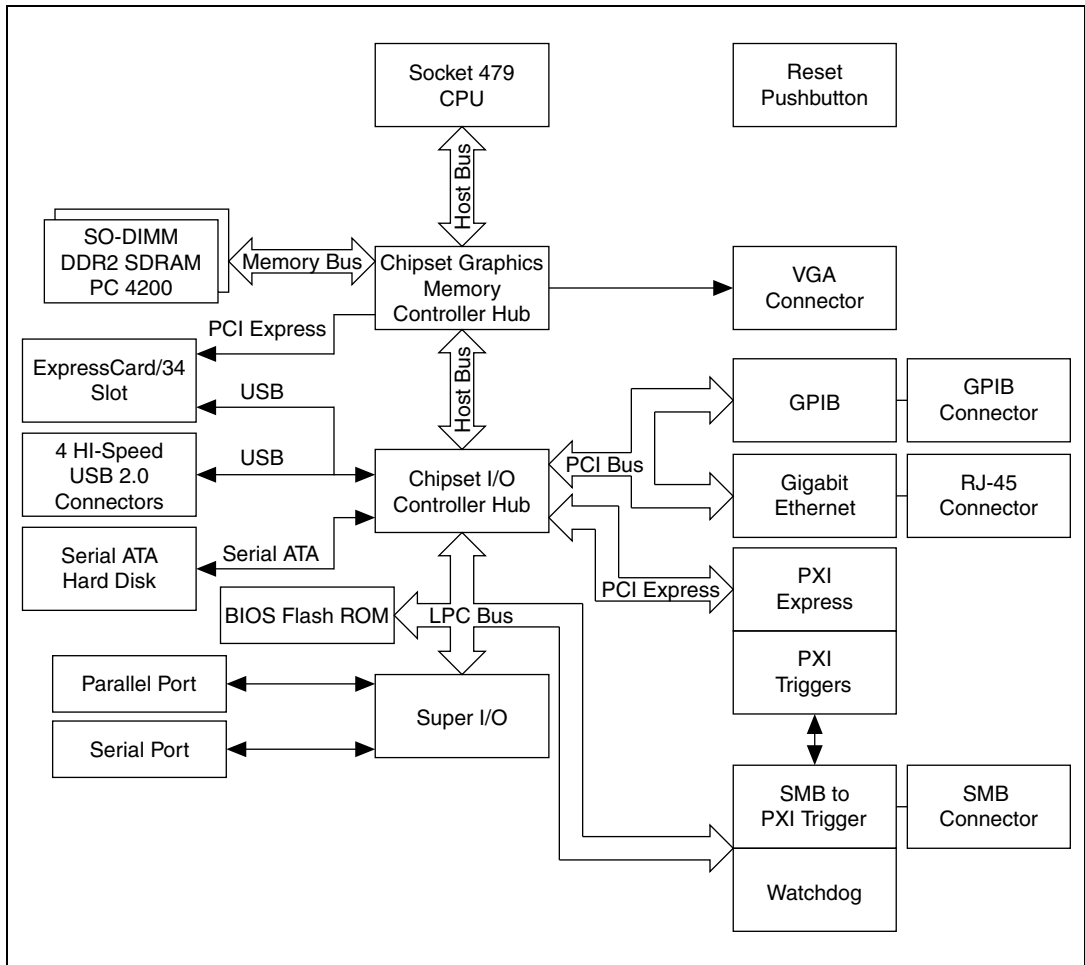 Socket 479
CPU
Reset
Pushbutton
Host Bus
SO-DIMM
DDR2 SDRAM
PC 4200
Memory Bus
Chipset Graphics
Memory
Controller Hub
VGA
Connector
PCI Express
ExpressCard/34
Slot
USB
Host Bus
GPIB
GPIB
Connector
4 HI-Speed
USB 2.0
Connectors
USB
Chipset I/O
Controller Hub
PCI Bus
Gigabit
Ethernet
RJ-45
Connector
Serial ATA
Hard Disk
Serial ATA
PCI Express
PXI
Express
BIOS Flash ROM
LPC Bus
PXI
Triggers
Parallel Port
Super I/O
Serial Port
SMB to
PXI Trigger
SMB
Connector
Watchdog